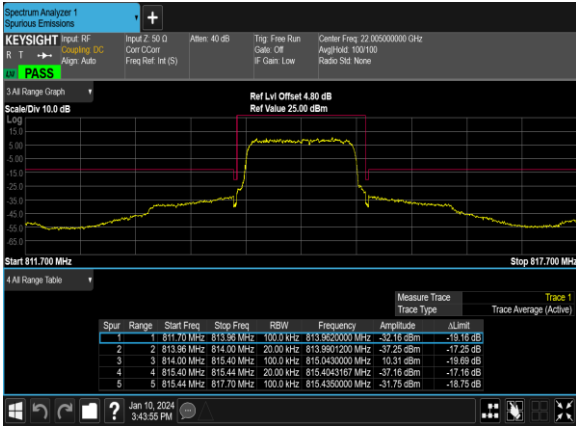 Spectrum Analyzer 1
Spurious Emissions
KEYSIGHT Input: RF Input Z: 50 Ω Atten: 40 dB Trig: Free Run Center Freq: 22.005000000 GHz
R T Coupling: DC Corr CCorr Gate: Off Avg|Hold: 100/100
Align: Auto Freq Ref: Int (S) IF Gain: Low Radio Std: None
PASS
3 All Range Graph
Ref Lvl Offset 4.80 dB
Scale/Div 10.0 dB Ref Value 25.00 dBm
Log
15.0
5.00
-5.00
-15.0
-25.0
-35.0
-45.0
-55.0
-65.0
Start 811.700 MHz Stop 817.700 MHz
4 All Range Table
Measure Trace Trace 1
Trace Type Trace Average (Active)
Spur Range Start Freq Stop Freq RBW Frequency Amplitude ΔLimit
1 1 811.70 MHz 813.96 MHz 100.0 kHz 813.9620000 MHz -32.16 dBm -19.16 dB
2 2 813.96 MHz 814.00 MHz 20.00 kHz 813.9901200 MHz -37.25 dBm -17.25 dB
3 3 814.00 MHz 815.40 MHz 100.0 kHz 815.0430000 MHz 10.31 dBm -19.69 dB
4 4 815.40 MHz 815.44 MHz 20.00 kHz 815.4043167 MHz -37.16 dBm -17.16 dB
5 5 815.44 MHz 817.70 MHz 100.0 kHz 815.4350000 MHz -31.75 dBm -18.75 dB
?
Jan 10, 2024
3:43:55 PM